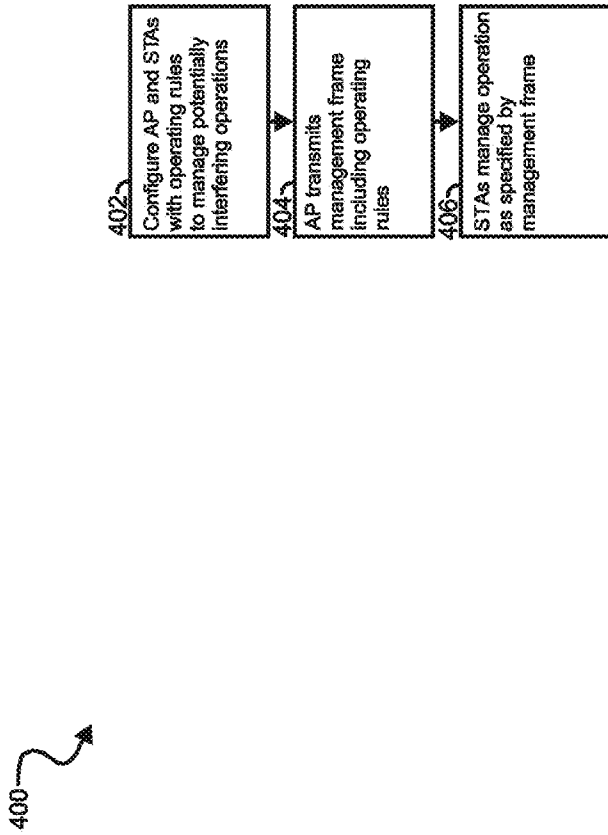 400
402
Configure AP and STAs
with operating rules
to manage potentially
interfering operations
404
AP transmits
management frame
including operating
rules
406
STAs manage operation
as specified by
management frame